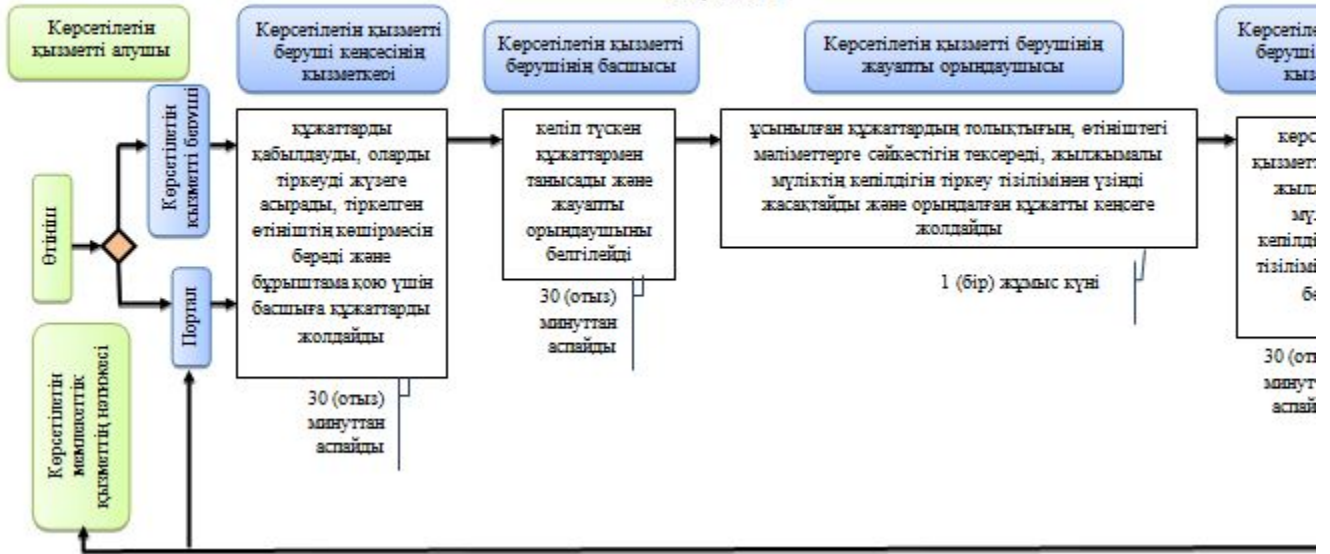 Көрсетілетін
қызметті алушы
Көрсетілетін қызметті
беруші кеңсесінің
қызметкері
Көрсетілетін қызметті
берушінің басшысы
Көрсетілетін қызметті берушінің
жауапты орындаушысы
Өтініш
Көрсетілетін
қызметті беруші
Портал
құжаттарды
қабылдауды, оларды
тіркеуді жүзеге
асырады, тіркелген
өтініштің көшірмесін
береді және
бұрыштама қою үшін
басшыға құжаттарды
жолдайды
30 (отыз)
минуттан
аспайды
келіп түскен
құжаттармен
танысады және
жауапты
орындаушыны
белгілейді
30 (отыз)
минуттан
аспайды
ұсынылған құжаттардың толықтығын, өтініштегі
мәліметтерге сәйкестігін тексереді, жылжымалы
мүліктің кепілдігін тіркеу тізілімінен үзінді
жасақтайды және орындалған құжатты кеңсеге
жолдайды
1 (бір) жұмыс күні
беруші
30
Көрсетілетін
мемлекеттік
қызметтің нәтижесі